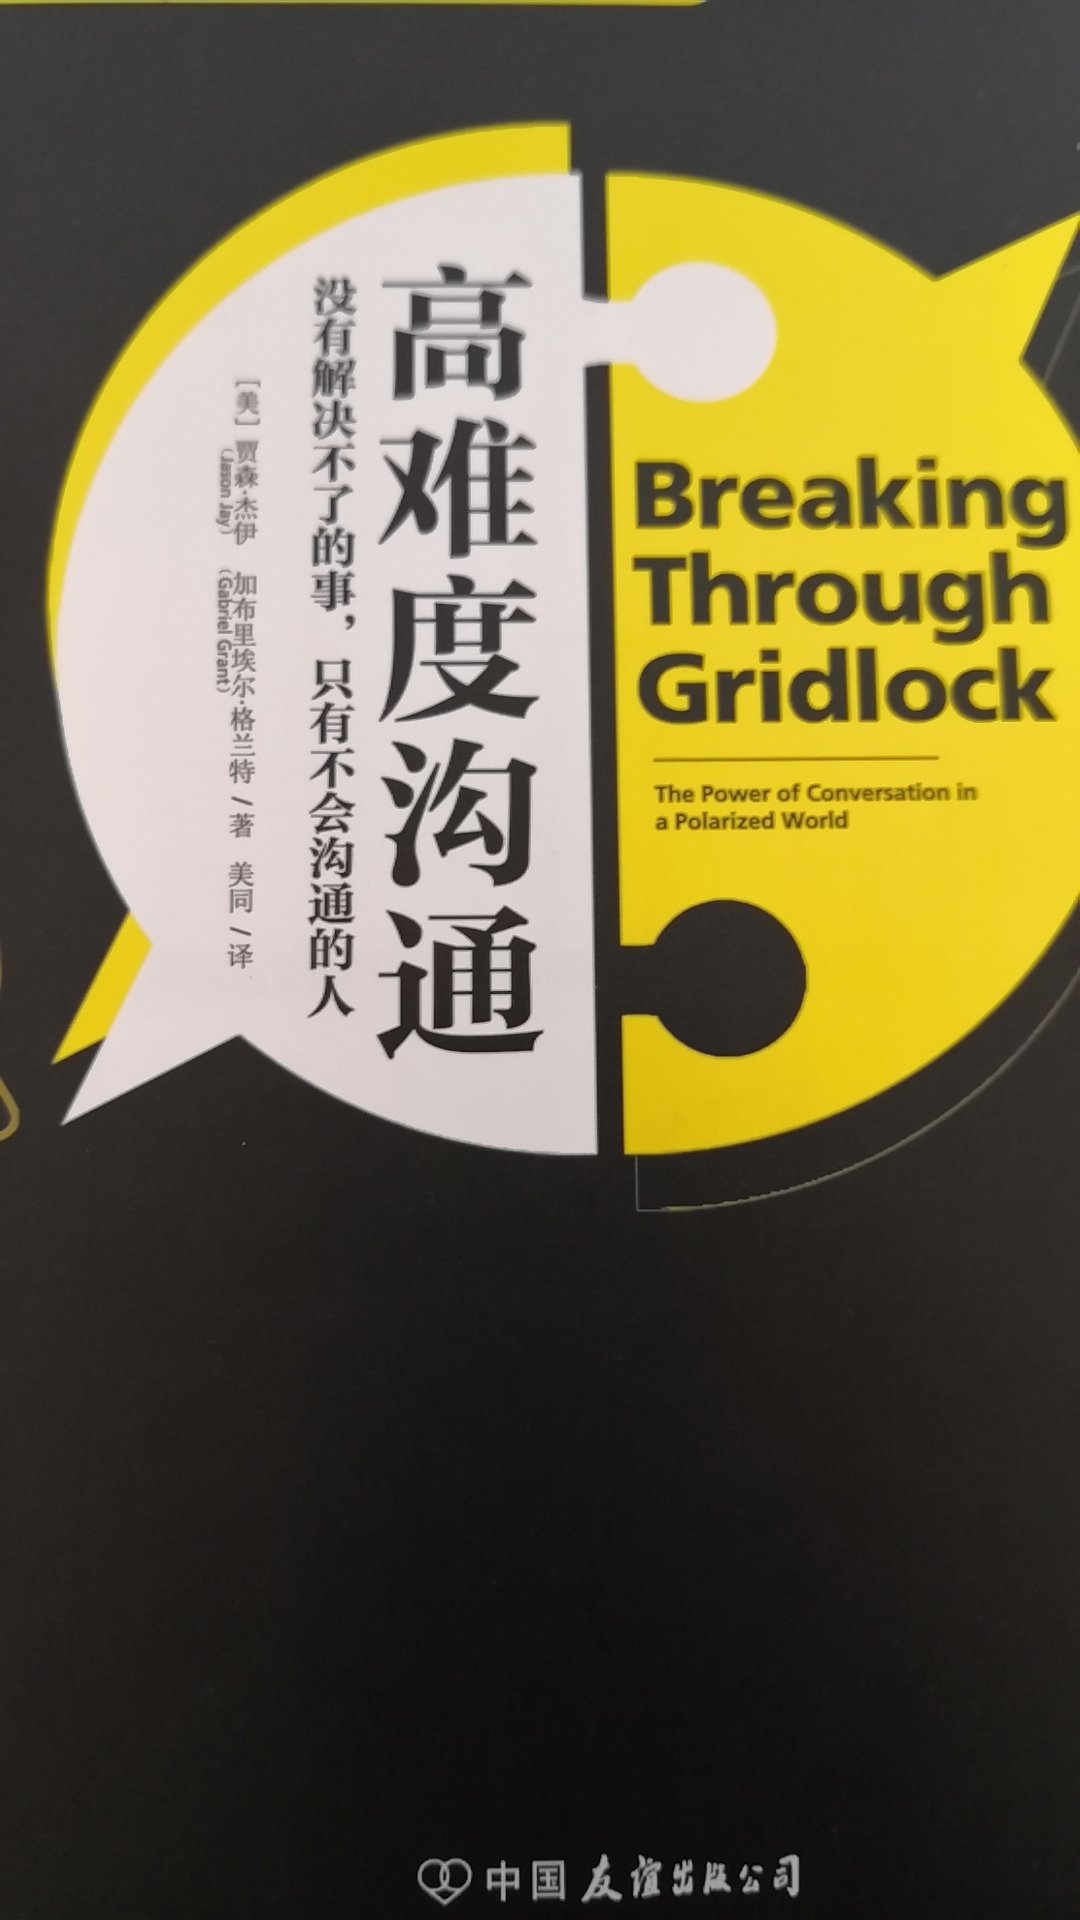 高难度沟通
没有解决不了的事，只有不会沟通的人
［美］贾森·杰伊 加布里埃尔·格兰特/著 美同/译
(Jason Jay) (Gabriel Grant)
Breaking
Through
Gridlock
The Power of Conversation in
a Polarized World
中国友谊出版公司